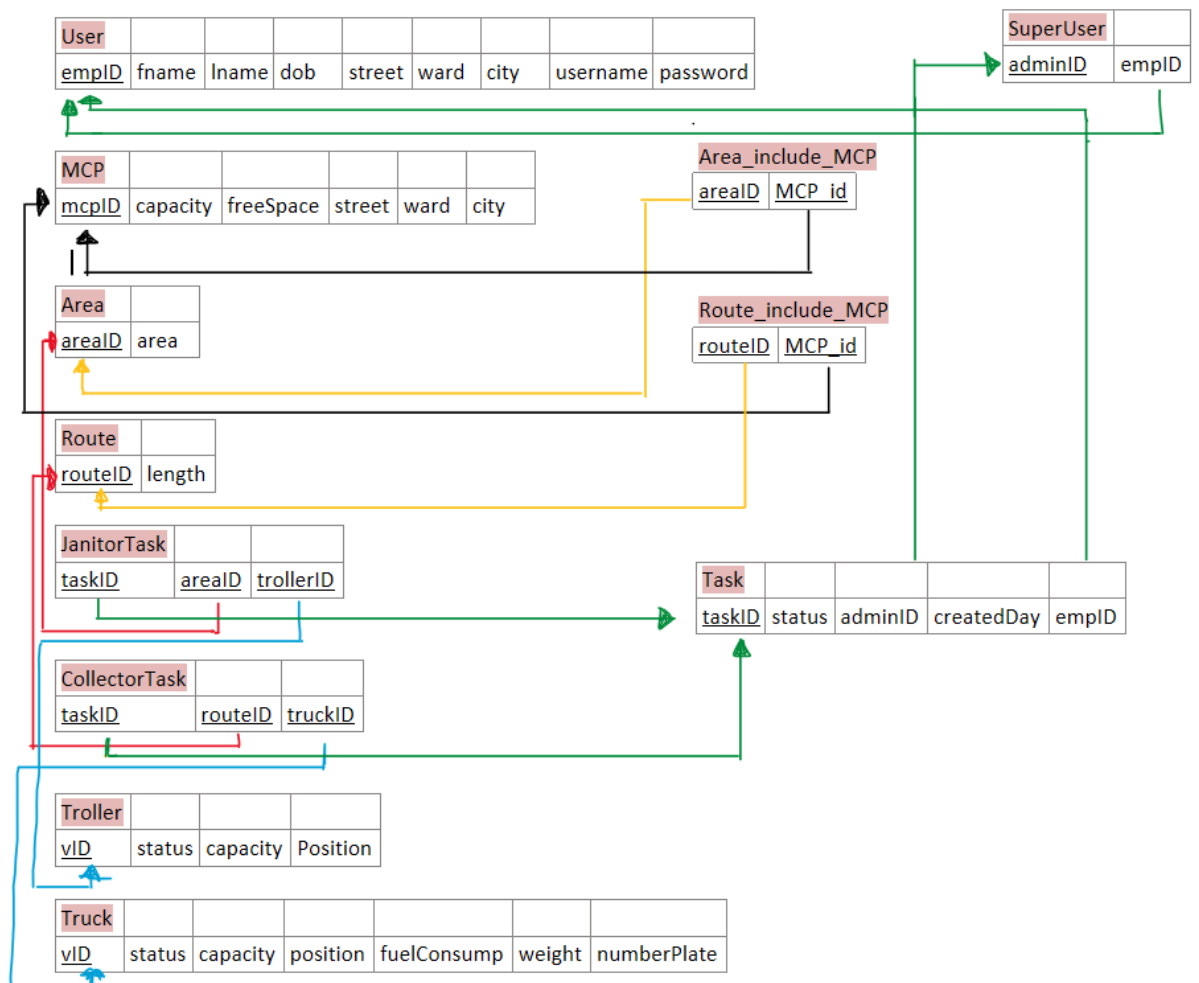 User
empID fname lname dob street ward city username password
SuperUser
adminID empID
MCP
mcpID capacity freeSpace street ward city
Area_include_MCP
areaID MCP_id
Area
areaID area
Route_include_MCP
routeID MCP_id
Route
routeID length
JanitorTask
taskID areaID trollerID
Task
taskID status adminID createdDay empID
CollectorTask
taskID routeID truckID
Troller
vID status capacity Position
Truck
vID status capacity position fuelConsump weight numberPlate